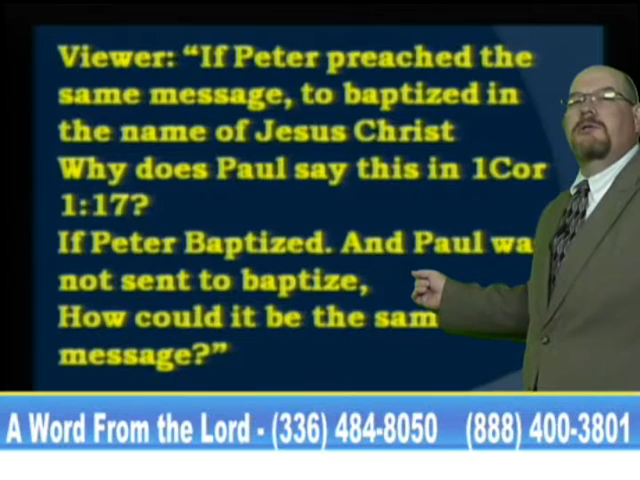 Viewer: "If Peter preached the
same message, to baptized in
the name of Jesus Christ
Why does Paul say this in 1Cor
1:17?
If Peter Baptized. And Paul wa
not sent to baptize,
How could it be the sam
message?"
A Word From the Lord - (336) 484-8050 (888) 400-3801